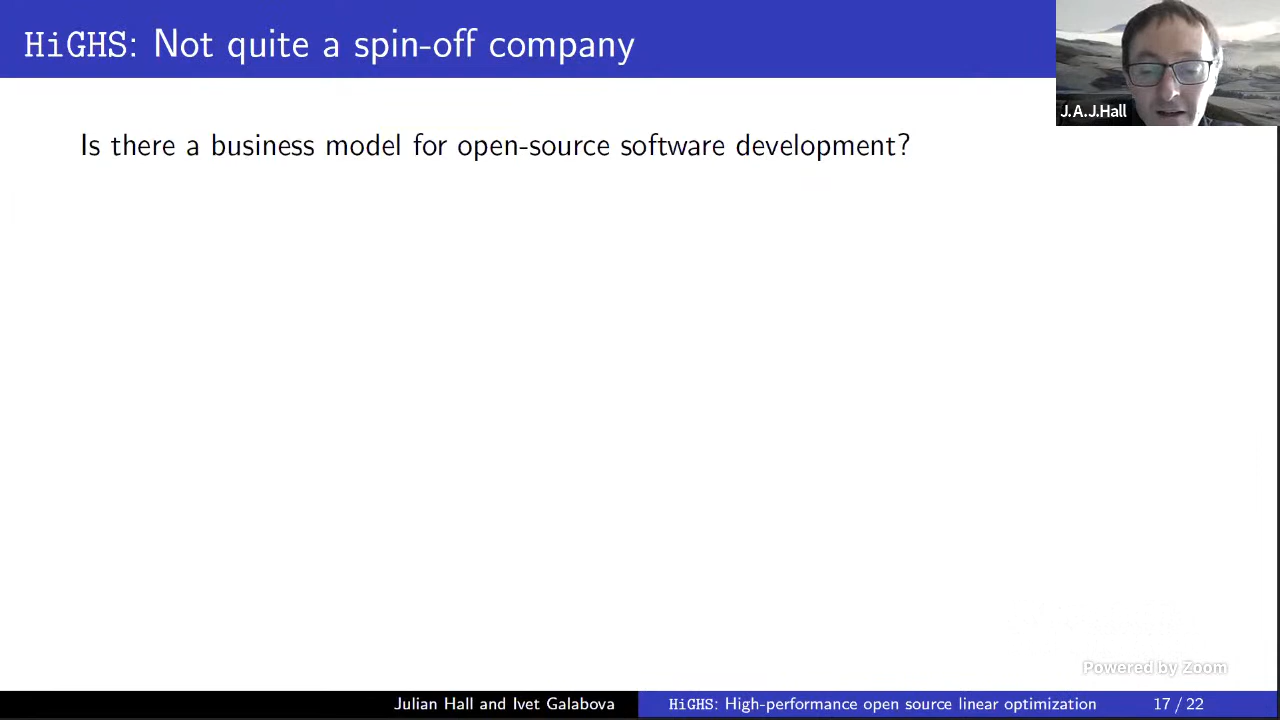 HiGHS: Not quite a spin-off company
J.A.J.Hall
Is there a business model for open-source software development?
Powered by Zoom
Julian Hall and Ivet Galabova
HiGHS: High-performance open source linear optimization
17 / 22